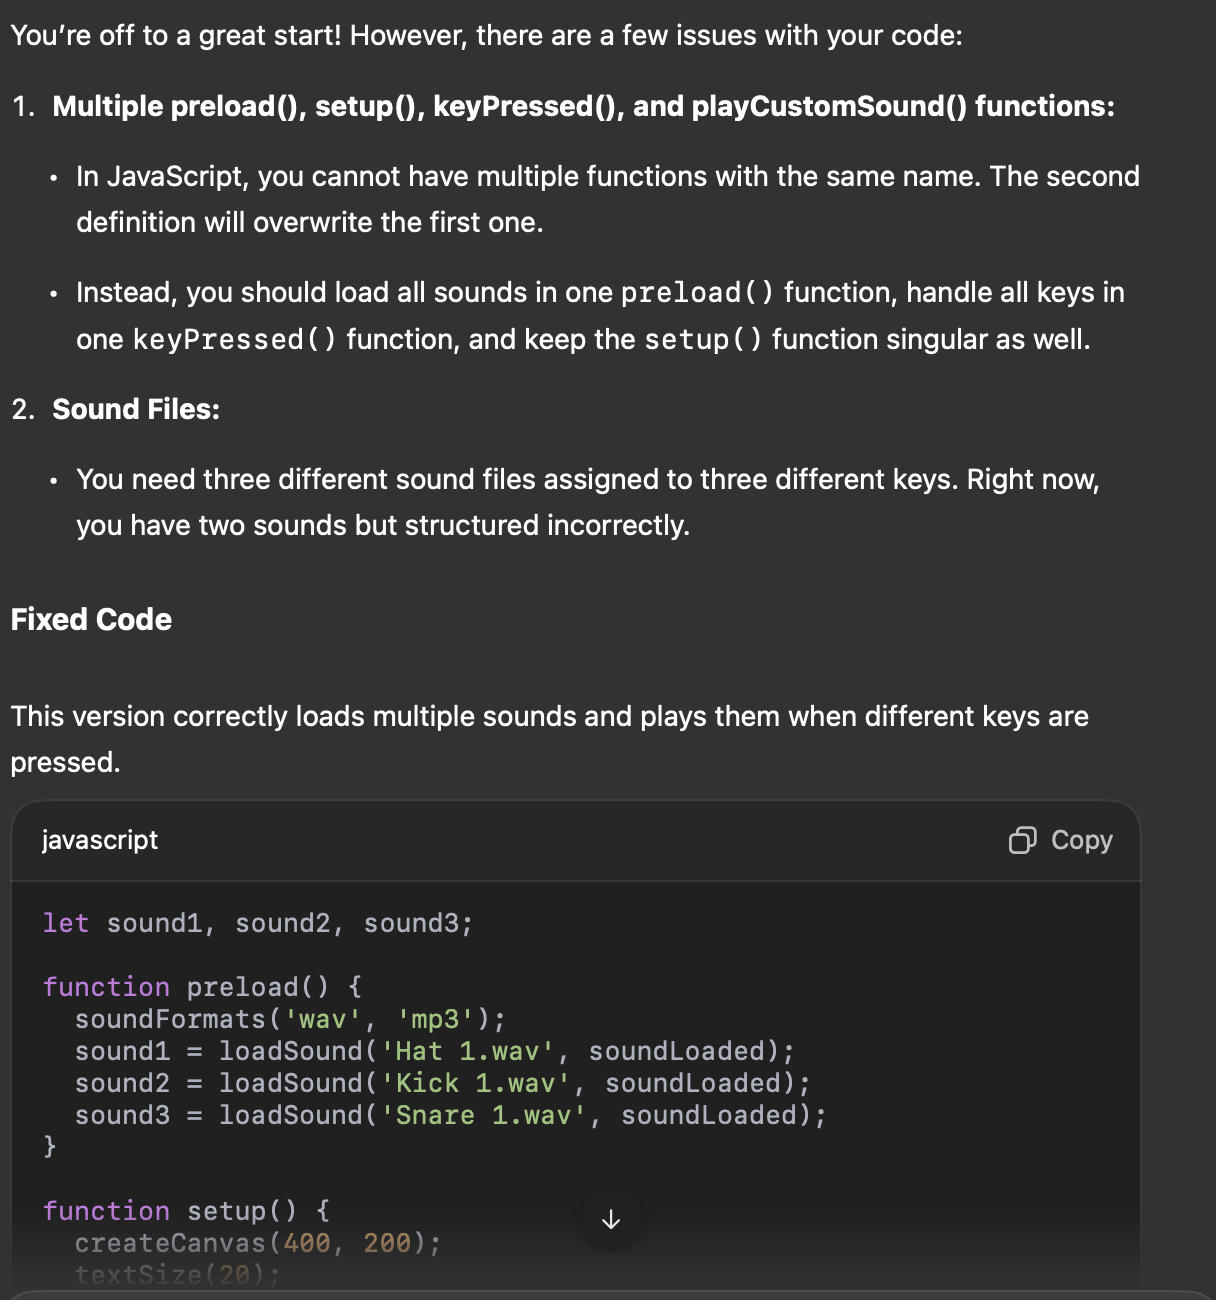 You’re off to a great start! However, there are a few issues with your code:
1. Multiple preload(), setup(), keyPressed(), and playCustomSound() functions:
• In JavaScript, you cannot have multiple functions with the same name. The second
definition will overwrite the first one.
• Instead, you should load all sounds in one preload() function, handle all keys in
one keyPressed() function, and keep the setup() function singular as well.
2. Sound Files:
• You need three different sound files assigned to three different keys. Right now,
you have two sounds but structured incorrectly.
Fixed Code
This version correctly loads multiple sounds and plays them when different keys are
pressed.
javascript Copy
let sound1, sound2, sound3;
function preload() {
  soundFormats('wav', 'mp3');
  sound1 = loadSound('Hat 1.wav', soundLoaded);
  sound2 = loadSound('Kick 1.wav', soundLoaded);
  sound3 = loadSound('Snare 1.wav', soundLoaded);
}
function setup() {
  createCanvas(400, 200);
  textSize(20);